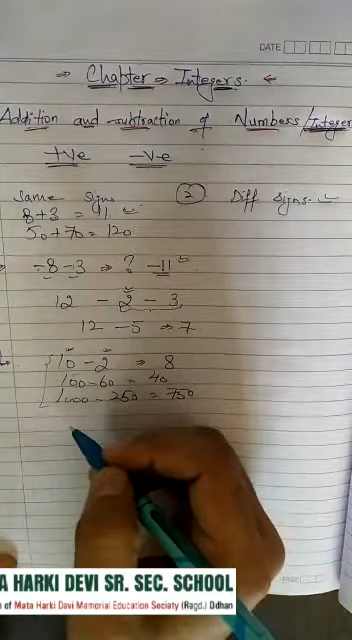 DATE
⇒ Chapter ⇒ Integers. ←
Addition and subtraction of Numbers/Integer
+ve -ve
Same Signs
② Diff Signs.
8+3 = 11
50+70 = 120
-8-3 ⇒ ? -11
12 - 2 - 3
12 - 5 ⇒ 7
10 - 2 ⇒ 8
100-60 = 40
1000 - 250 = 750
PAGE
A HARKI DEVI SR. SEC. SCHOOL
n of Mata Harki Devi Memorial Education Society (Regd.) Odhan